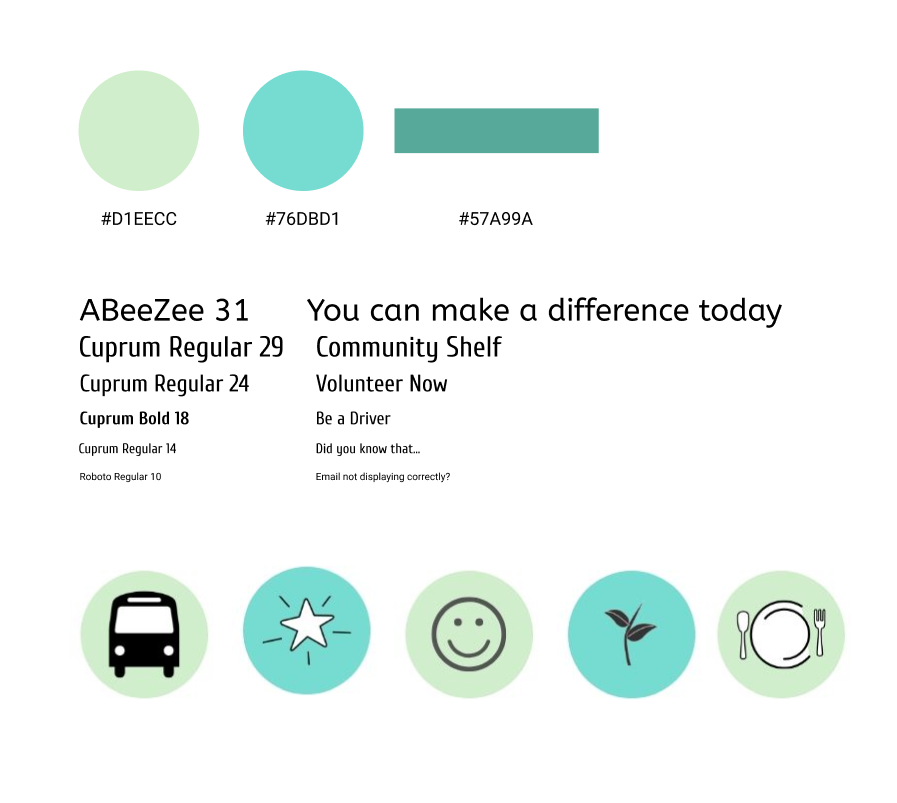 #D1EECC #76DBD1 #57A99A
ABeeZee 31 You can make a difference today
Cuprum Regular 29 Community Shelf
Cuprum Regular 24 Volunteer Now
Cuprum Bold 18 Be a Driver
Cuprum Regular 14 Did you know that...
Roboto Regular 10 Email not displaying correctly?